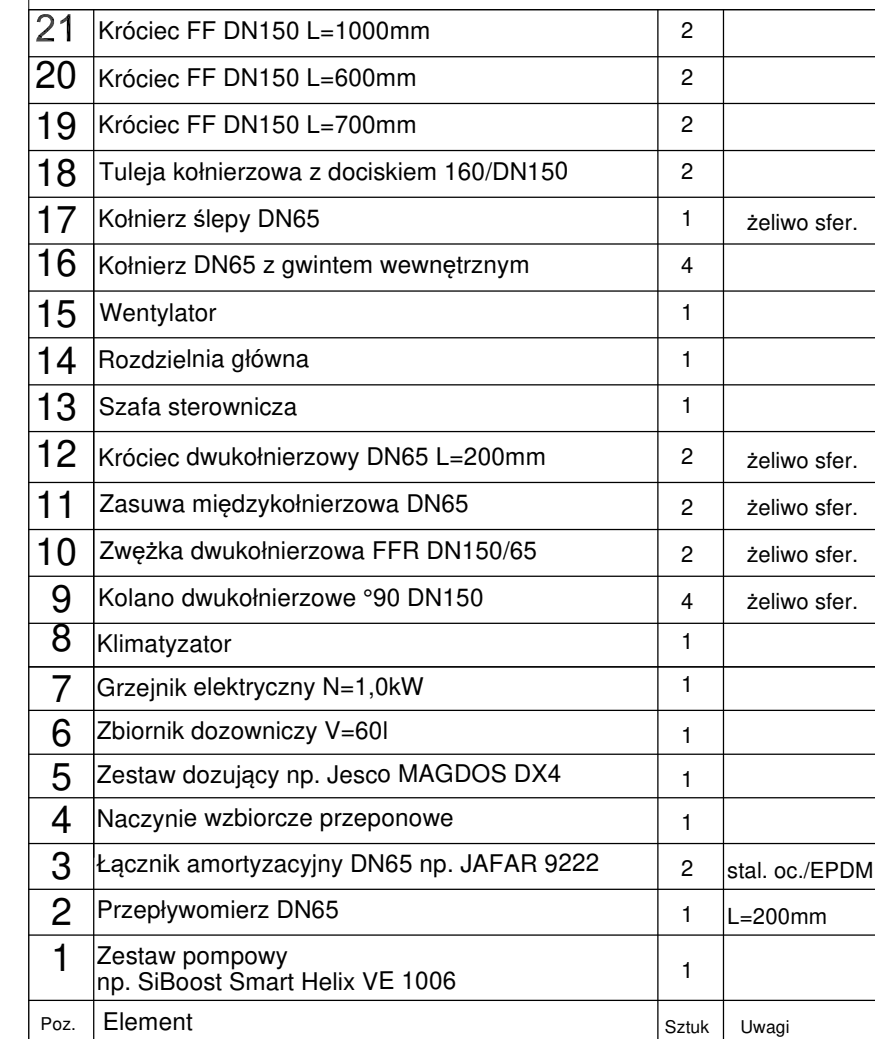 21 Króciec FF DN150 L=1000mm 2
20 Króciec FF DN150 L=600mm 2
19 Króciec FF DN150 L=700mm 2
18 Tuleja kołnierzowa z dociskiem 160/DN150 2
17 Kołnierz ślepy DN65 1 żeliwo sfer.
16 Kołnierz DN65 z gwintem wewnętrznym 4
15 Wentylator 1
14 Rozdzielnia główna 1
13 Szafa sterownicza 1
12 Króciec dwukołnierzowy DN65 L=200mm 2 żeliwo sfer.
11 Zasuwa międzykołnierzowa DN65 2 żeliwo sfer.
10 Zwężka dwukołnierzowa FFR DN150/65 2 żeliwo sfer.
9 Kolano dwukołnierzowe °90 DN150 4 żeliwo sfer.
8 Klimatyzator 1
7 Grzejnik elektryczny N=1,0kW 1
6 Zbiornik dozowniczy V=60l 1
5 Zestaw dozujący np. Jesco MAGDOS DX4 1
4 Naczynie wzbiorcze przeponowe 1
3 Łącznik amortyzacyjny DN65 np. JAFAR 9222 2 stal. oc./EPDM
2 Przepływomierz DN65 1 L=200mm
1 Zestaw pompowy
np. SiBoost Smart Helix VE 1006 1
Poz. Element Sztuk Uwagi